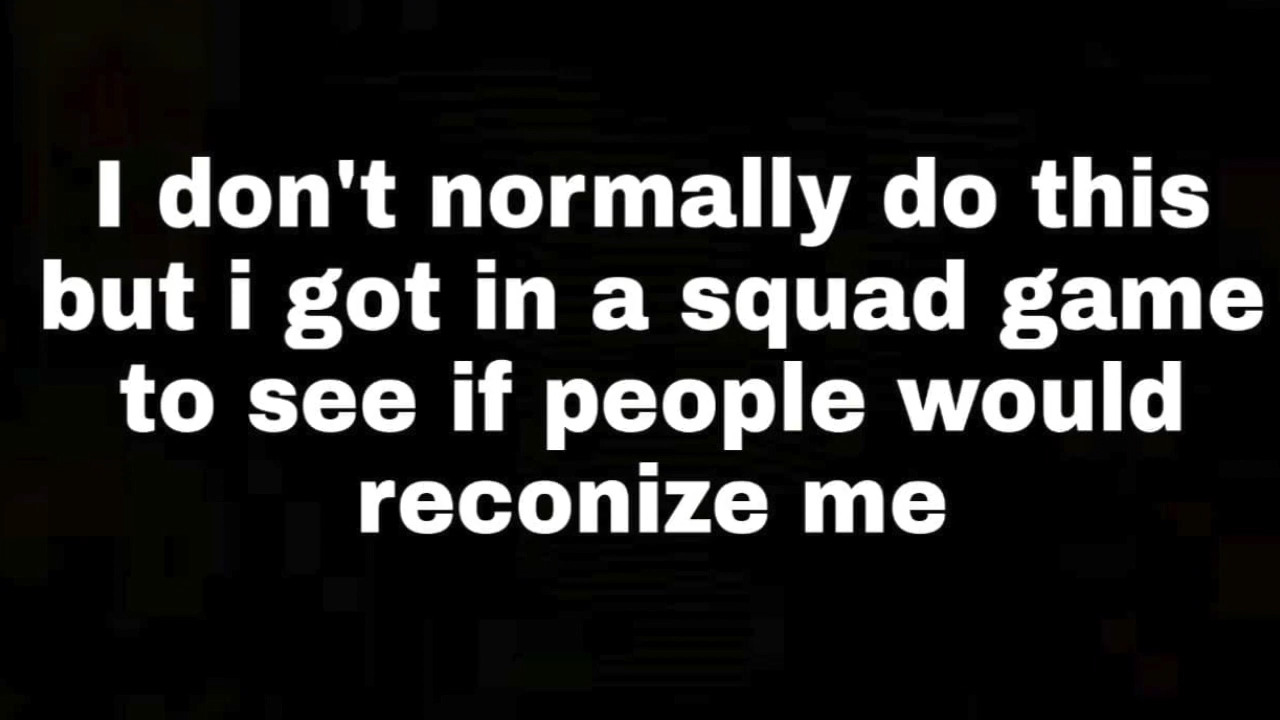 I don't normally do this
but i got in a squad game
to see if people would
reconize me